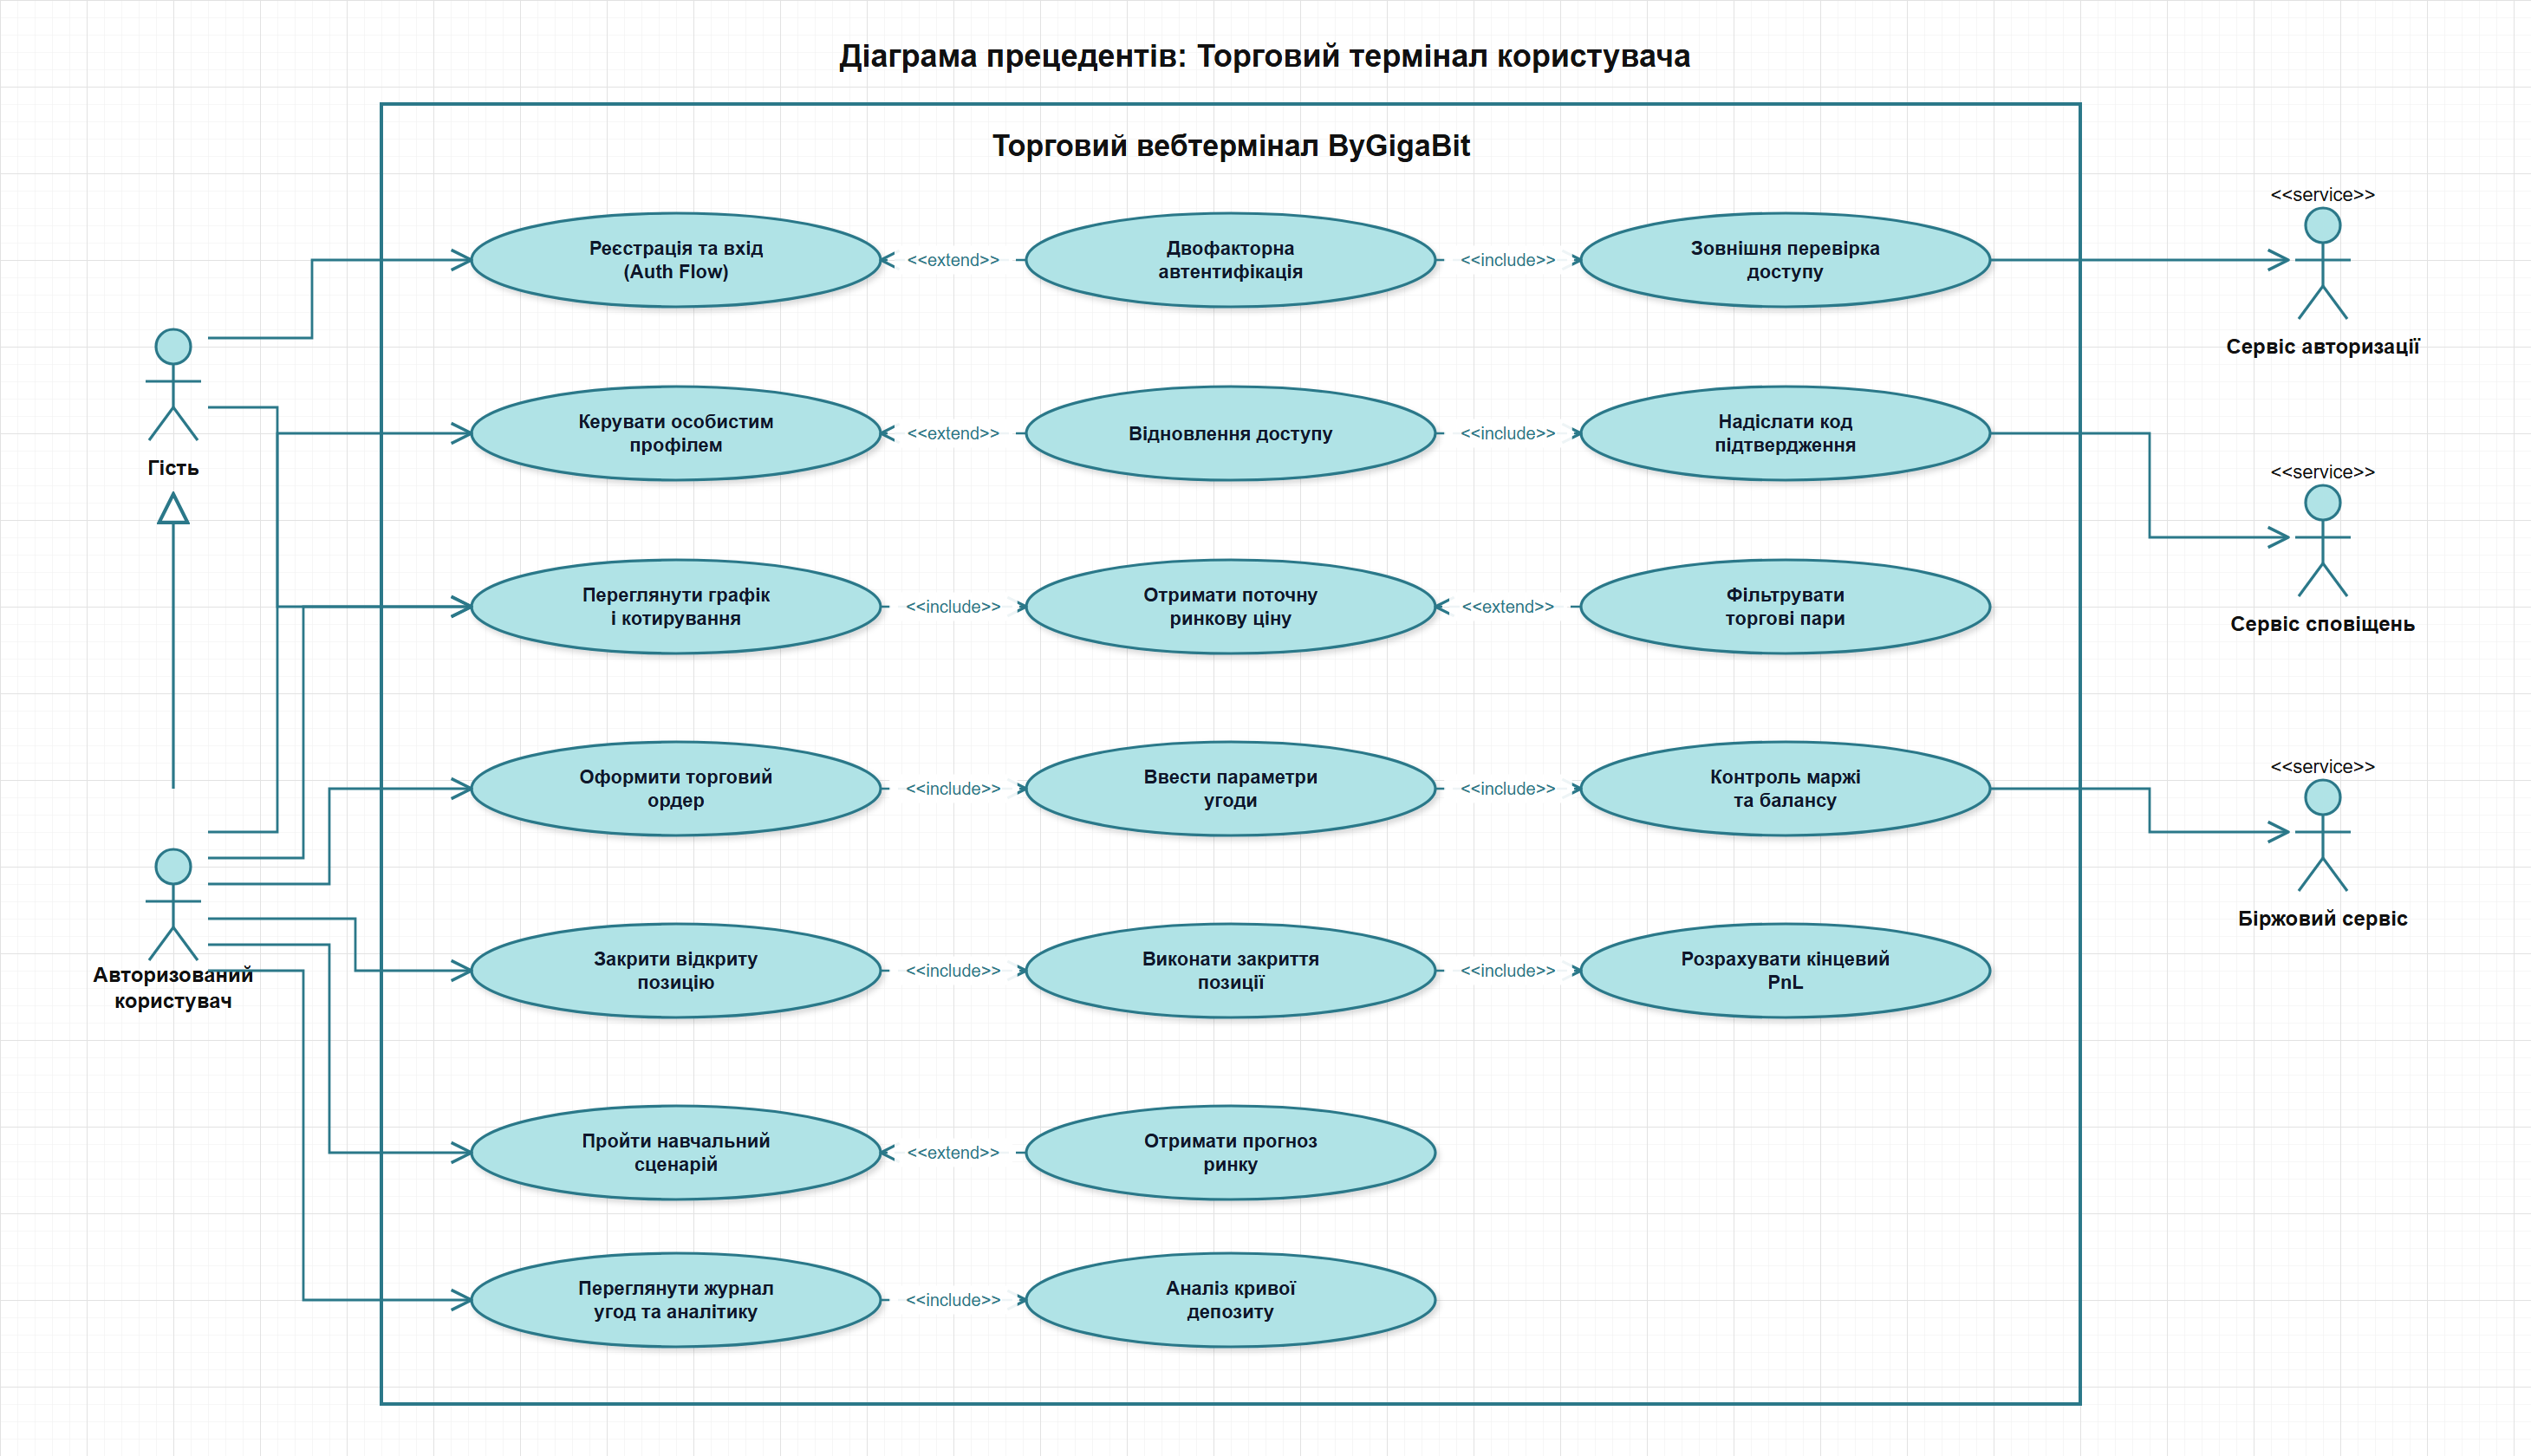 Діаграма прецедентів: Торговий термінал користувача
Торговий вебтермінал ByGigaBit
<<service>>
Реєстрація та вхід
(Auth Flow)
<<extend>>
Двофакторна
автентифікація
<<include>>
Зовнішня перевірка
доступу
Сервіс авторизації
Гість
Керувати особистим
профілем
<<extend>>
Відновлення доступу
<<include>>
Надіслати код
підтвердження
<<service>>
Сервіс сповіщень
Переглянути графік
і котирування
<<include>>
Отримати поточну
ринкову ціну
<<extend>>
Фільтрувати
торгові пари
<<service>>
Оформити торговий
ордер
<<include>>
Ввести параметри
угоди
<<include>>
Контроль маржі
та балансу
Біржовий сервіс
Авторизований
користувач
Закрити відкриту
позицію
<<include>>
Виконати закриття
позиції
<<include>>
Розрахувати кінцевий
PnL
Пройти навчальний
сценарій
<<extend>>
Отримати прогноз
ринку
Переглянути журнал
угод та аналітику
<<include>>
Аналіз кривої
депозиту